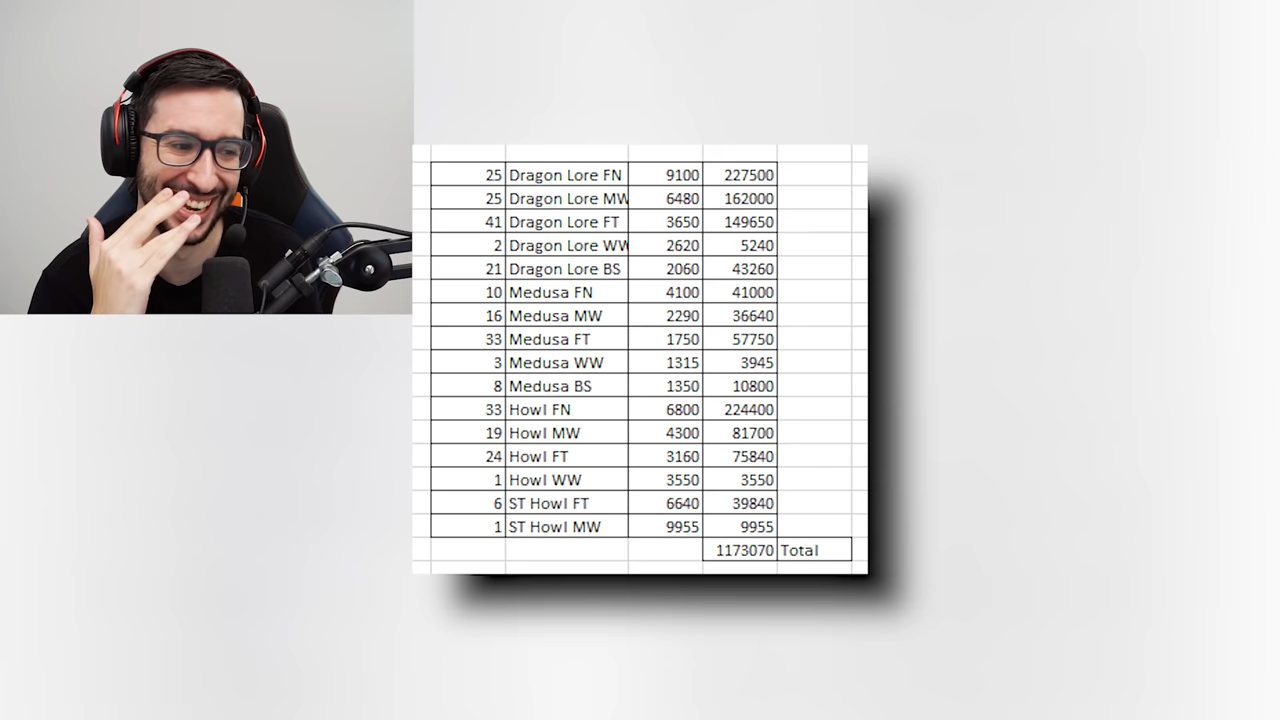 25 Dragon Lore FN 9100 227500
25 Dragon Lore MW 6480 162000
41 Dragon Lore FT 3650 149650
2 Dragon Lore WW 2620 5240
21 Dragon Lore BS 2060 43260
10 Medusa FN 4100 41000
16 Medusa MW 2290 36640
33 Medusa FT 1750 57750
3 Medusa WW 1315 3945
8 Medusa BS 1350 10800
33 Howl FN 6800 224400
19 Howl MW 4300 81700
24 Howl FT 3160 75840
1 Howl WW 3550 3550
6 ST Howl FT 6640 39840
1 ST Howl MW 9955 9955
1173070 Total